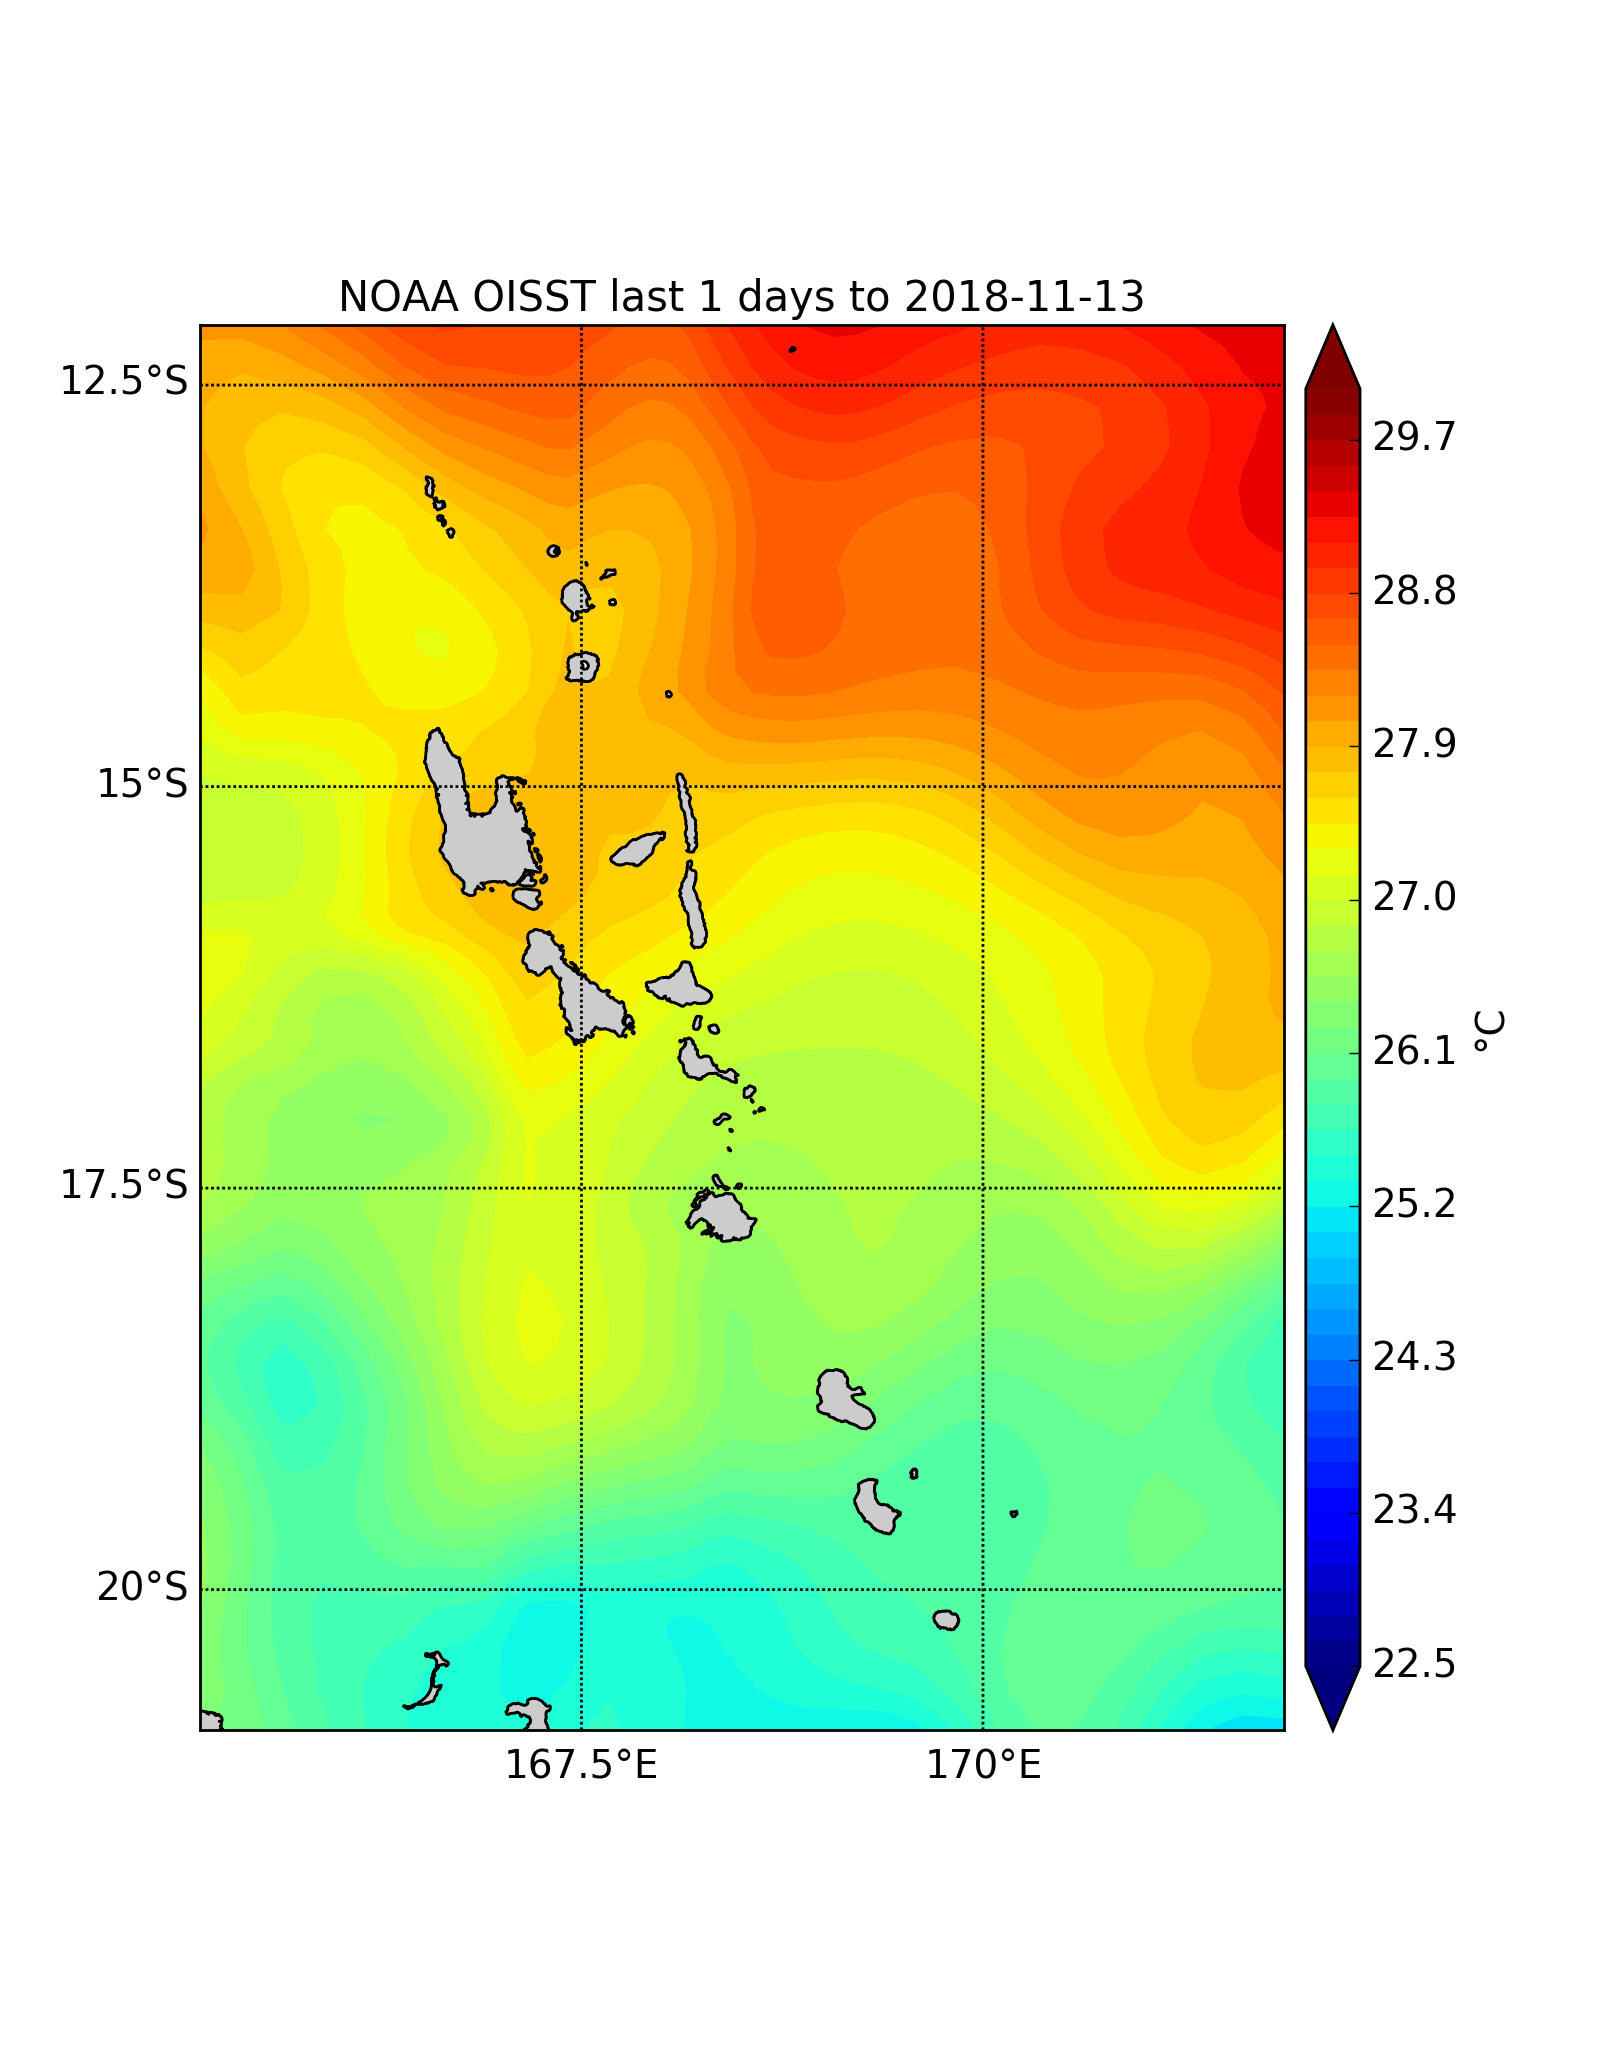 NOAA OISST last 1 days to 2018-11-13
12.5°S
15°S
17.5°S
20°S
167.5°E
170°E
29.7
28.8
27.9
27.0
26.1
25.2
24.3
23.4
22.5
°C